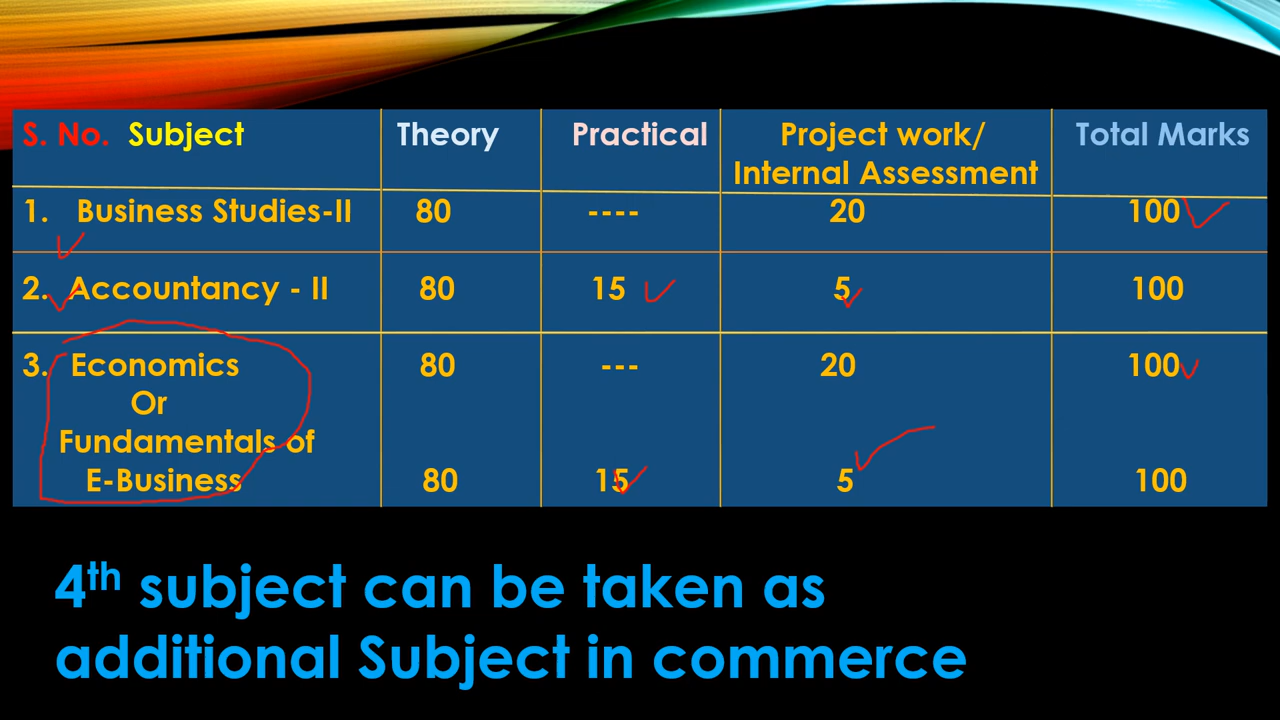 S. No. Subject Theory Practical Project work/ Internal Assessment Total Marks
1. Business Studies-II 80 ---- 20 100
2. Accountancy - II 80 15 5 100
3. Economics 80 --- 20 100
Or
Fundamentals of
E-Business 80 15 5 100
4th subject can be taken as
additional Subject in commerce